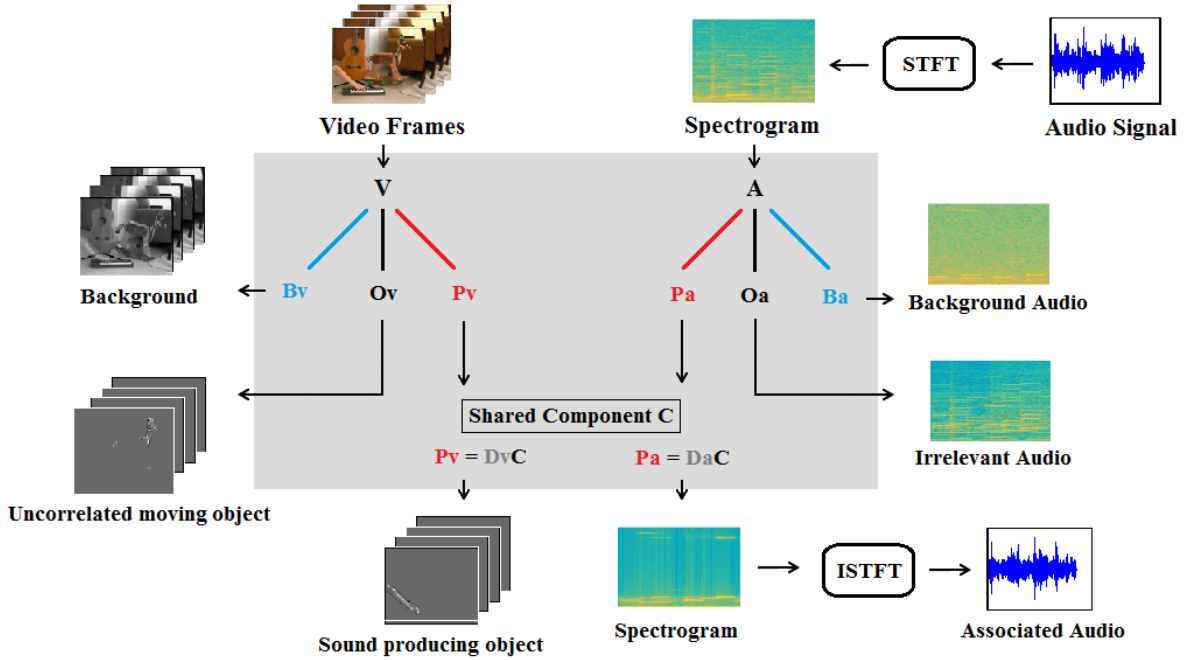 STFT
Video Frames
Spectrogram
Audio Signal
V
A
Background
Bv
Ov
Pv
Pa
Oa
Ba
Background Audio
Shared Component C
Pv = DvC
Pa = DaC
Irrelevant Audio
Uncorrelated moving object
ISTFT
Sound producing object
Spectrogram
Associated Audio